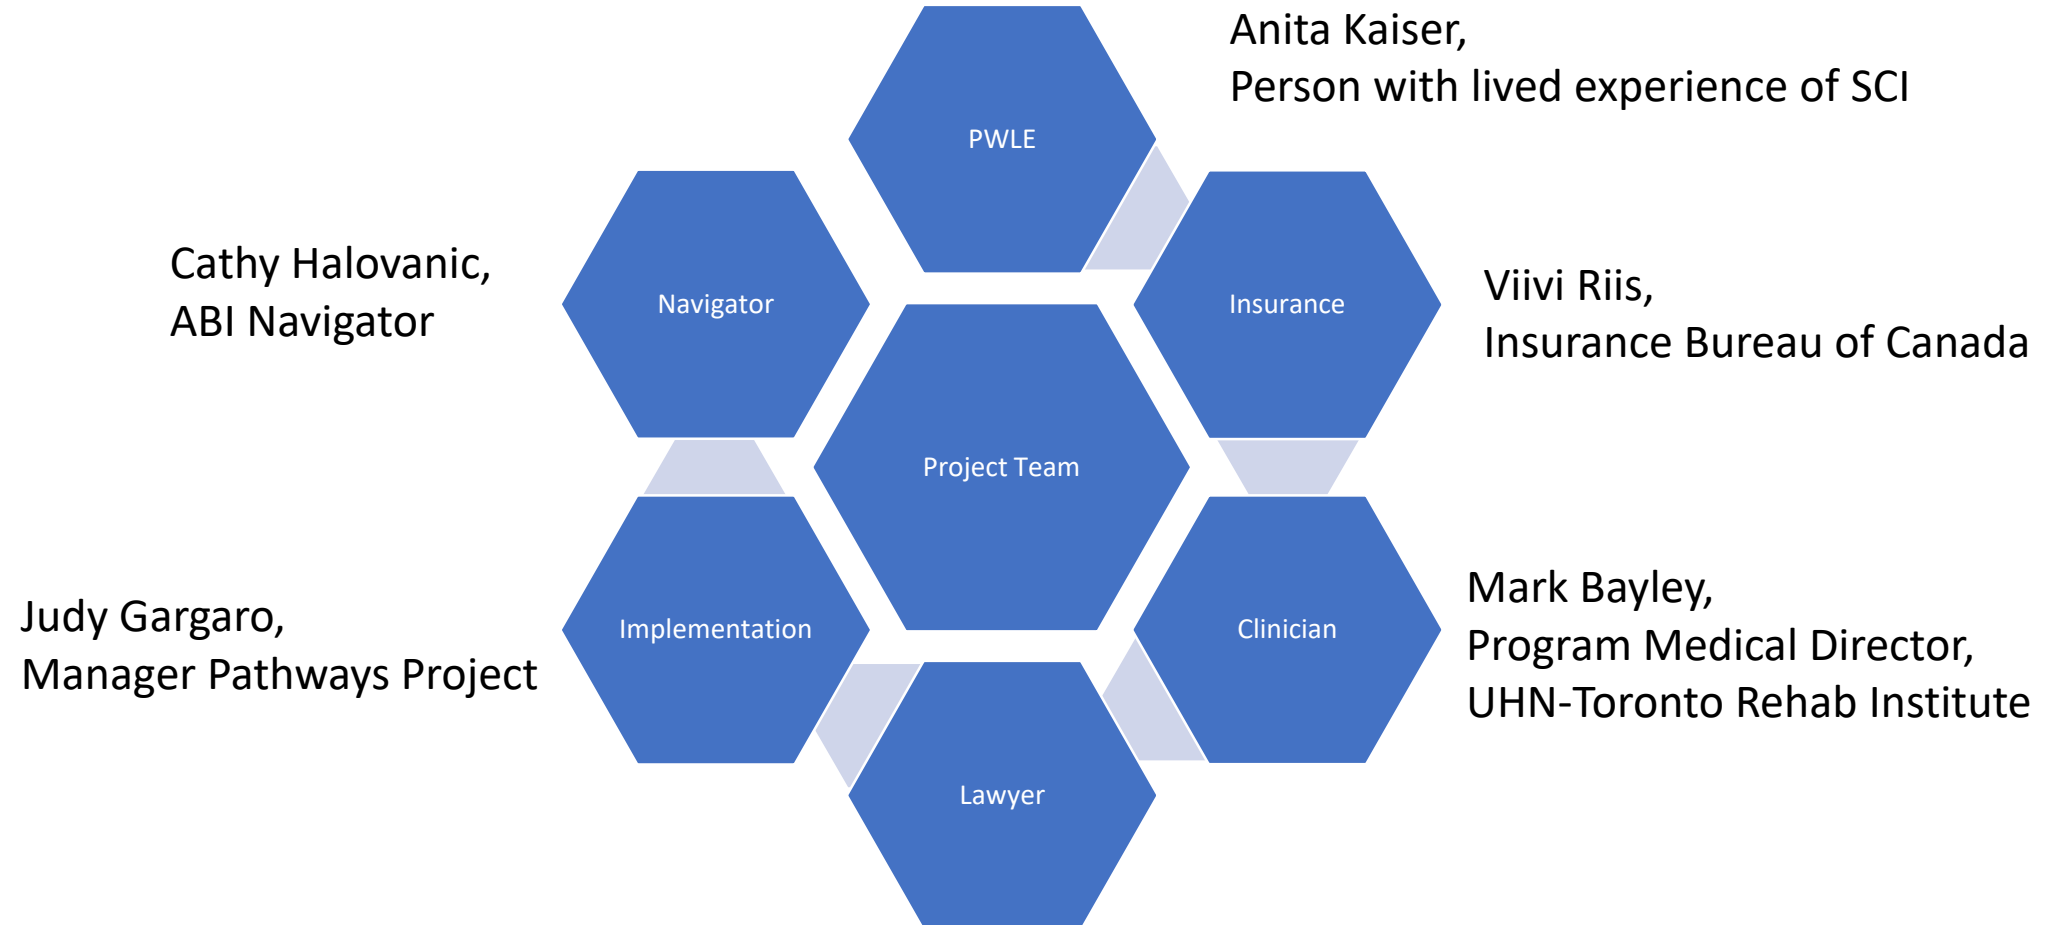 Anita Kaiser,
Person with lived experience of SCI
PWLE
Cathy Halovanic,
ABI Navigator
Navigator
Insurance
Viivi Riis,
Insurance Bureau of Canada
Project Team
Judy Gargaro,
Manager Pathways Project
Implementation
Clinician
Mark Bayley,
Program Medical Director,
UHN-Toronto Rehab Institute
Lawyer